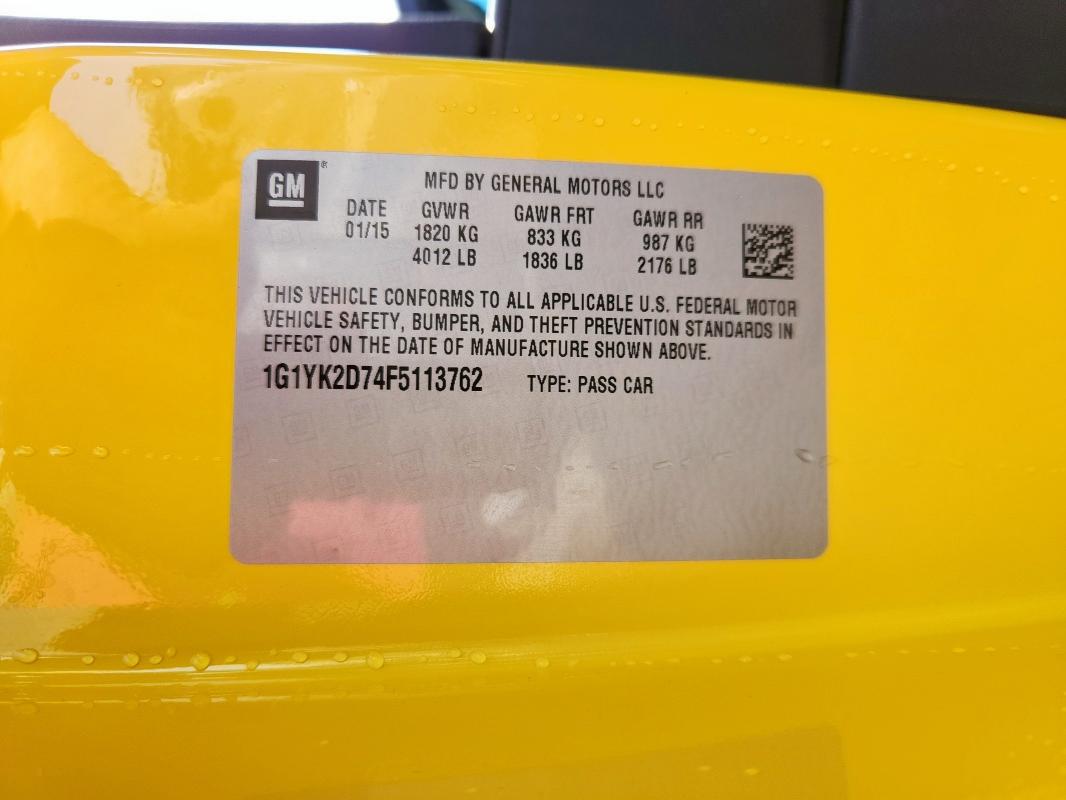 GM®
MFD BY GENERAL MOTORS LLC
DATE GVWR GAWR FRT GAWR RR
01/15 1820 KG 833 KG 987 KG
4012 LB 1836 LB 2176 LB
THIS VEHICLE CONFORMS TO ALL APPLICABLE U.S. FEDERAL MOTOR
VEHICLE SAFETY, BUMPER, AND THEFT PREVENTION STANDARDS IN
EFFECT ON THE DATE OF MANUFACTURE SHOWN ABOVE.
1G1YK2D74F5113762 TYPE: PASS CAR